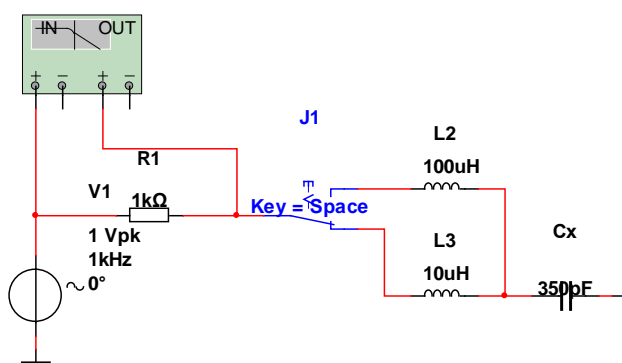 IN OUT
+ − + −
J1
L2
100uH
R1
V1
1kΩ
Key = Space
1 Vpk
1kHz
0°
L3
10uH
Cx
350pF